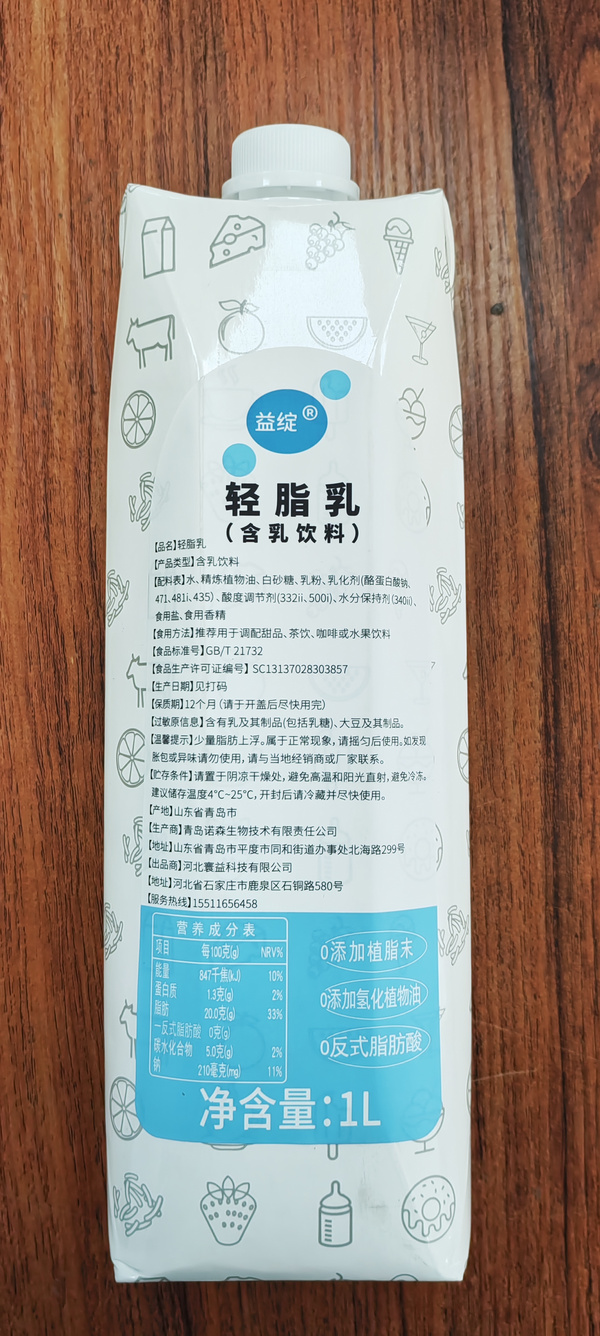 益绽®
轻脂乳
(含乳饮料)
【品名】轻脂乳
【产品类型】含乳饮料
【配料表】水、精炼植物油、白砂糖、乳粉、乳化剂(酪蛋白酸钠、
471、481i、435)、酸度调节剂(332ii、500i)、水分保持剂(340ii)、
食用盐、食用香精
【食用方法】推荐用于调配甜品、茶饮、咖啡或水果饮料
【食品标准号】GB/T 21732
【食品生产许可证编号】 SC13137028303857
【生产日期】见打码
【保质期】12个月(请于开盖后尽快用完)
【过敏原信息】含有乳及其制品(包括乳糖)、大豆及其制品。
【温馨提示】少量脂肪上浮。属于正常现象,请摇匀后使用。如发现
胀包或异味请勿使用,请与当地经销商或厂家联系。
【贮存条件】请置于阴凉干燥处,避免高温和阳光直射,避免冷冻。
建议储存温度4°C~25°C,开封后请冷藏并尽快使用。
【产地】山东省青岛市
【生产商】青岛诺森生物技术有限责任公司
【地址】山东省青岛市平度市同和街道办事处北海路299号
【出品商】河北寰益科技有限公司
【地址】河北省石家庄市鹿泉区石铜路580号
【服务热线】15511656458
营养成分表
项目 每100克(g) NRV%
能量 847千焦(kJ) 10%
蛋白质 1.3克(g) 2%
脂肪 20.0克(g) 33%
一反式脂肪酸 0克(g)
碳水化合物 5.0克(g) 2%
钠 210毫克(mg) 11%
0添加植脂末
0添加氢化植物油
0反式脂肪酸
净含量:1L